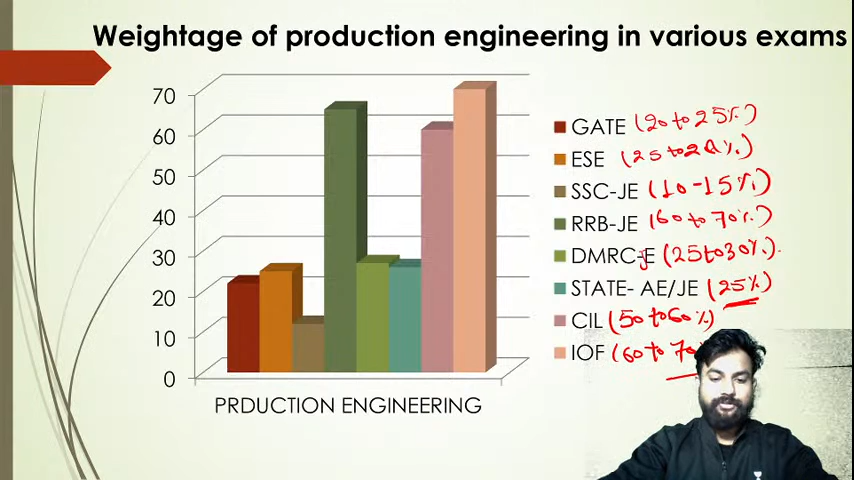 Weightage of production engineering in various exams
70
60
50
40
30
20
10
0
PRDUCTION ENGINEERING
GATE (20 to 25%)
ESE (25 to %)
SSC-JE (10-15%)
RRB-JE (60 to 70%)
DMRC-JE (25 to 30%)
STATE- AE/JE (25%)
CIL (50 to 60%)
IOF (60 to 70